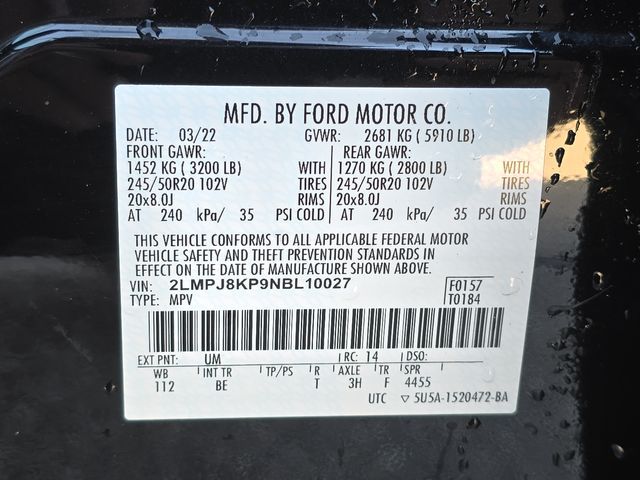 MFD. BY FORD MOTOR CO.
DATE: 03/22 GVWR: 2681 KG ( 5910 LB)
FRONT GAWR: REAR GAWR:
1452 KG ( 3200 LB) WITH 1270 KG ( 2800 LB) WITH
245/50R20 102V TIRES 245/50R20 102V TIRES
20x8.0J RIMS 20x8.0J RIMS
AT 240 kPa/ 35 PSI COLD AT 240 kPa/ 35 PSI COLD
THIS VEHICLE CONFORMS TO ALL APPLICABLE FEDERAL MOTOR
VEHICLE SAFETY AND THEFT PREVENTION STANDARDS IN
EFFECT ON THE DATE OF MANUFACTURE SHOWN ABOVE.
VIN: 2LMPJ8KP9NBL10027 F0157
TYPE: MPV T0184
EXT PNT: UM RC: 14 DSO:
WB INT TR TP/PS R AXLE TR SPR
112 BE T 3H F 4455
UTC 5U5A-1520472-BA